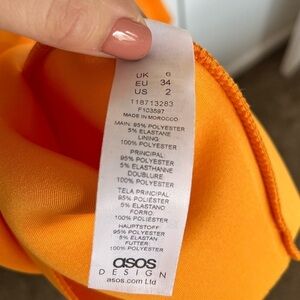 UK 6
EU 34
US 2
118713283
F103597
MADE IN MOROCCO
MAIN: 95% POLYESTER
5% ELASTANE
LINING
100% POLYESTER
PRINCIPAL
95% POLYESTER
5% ELASTHANNE
DOUBLURE
100% POLYESTER
TELA PRINCIPAL
95% POLIÉSTER
5% ELASTANO
FORRO:
100% POLIÉSTER
HAUPTSTOFF
95% POLYESTER
5% ELASTAN
FUTTER:
100% POLYESTER
asos
DESIGN
asos.com Ltd